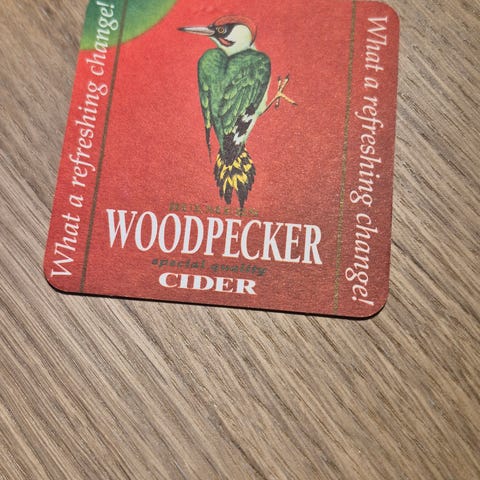 What a refreshing change!
WOODPECKER
special quality
CIDER
What a refreshing change!